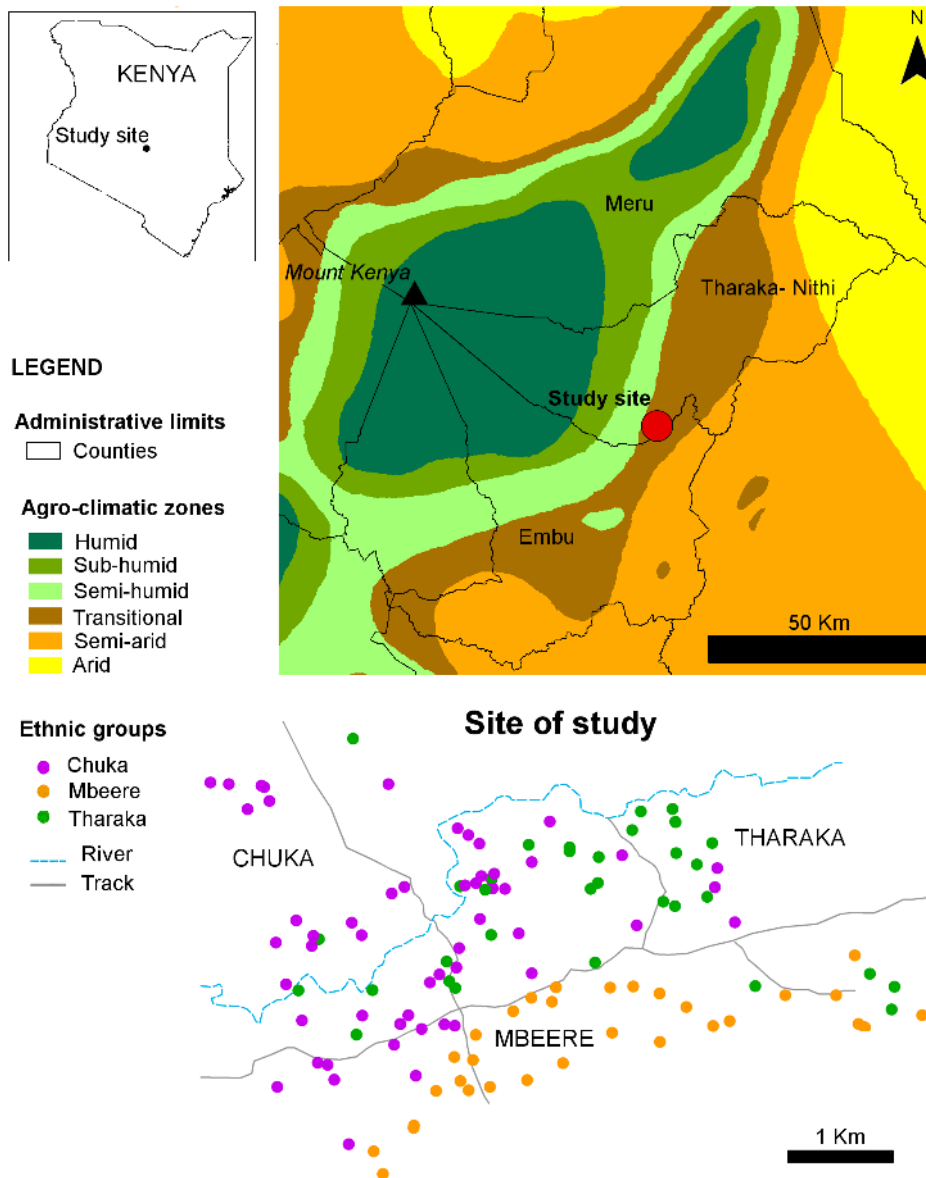 KENYA
Study site
N
Meru
Mount Kenya
Tharaka- Nithi
Study site
Embu
50 Km
LEGEND
Administrative limits
Counties
Agro-climatic zones
Humid
Sub-humid
Semi-humid
Transitional
Semi-arid
Arid
Ethnic groups
Chuka
Mbeere
Tharaka
River
Track
Site of study
CHUKA
THARAKA
MBEERE
1 Km